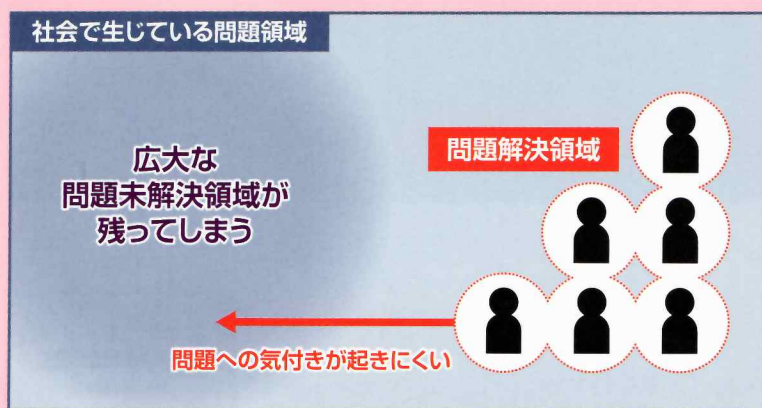 社会で生じている問題領域
広大な
問題未解決領域が
残ってしまう
問題解決領域
問題への気付きが起きにくい